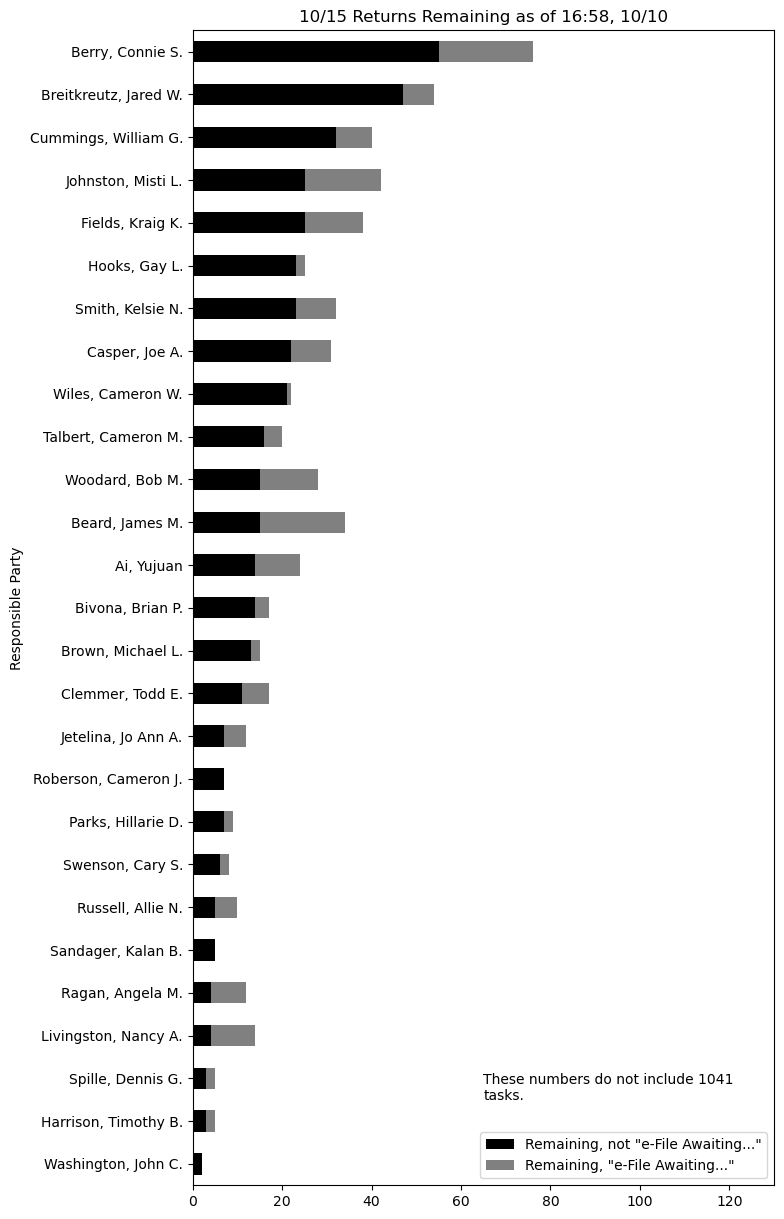 10/15 Returns Remaining as of 16:58, 10/10
Berry, Connie S.
Breitkreutz, Jared W.
Cummings, William G.
Johnston, Misti L.
Fields, Kraig K.
Hooks, Gay L.
Smith, Kelsie N.
Casper, Joe A.
Wiles, Cameron W.
Talbert, Cameron M.
Woodard, Bob M.
Beard, James M.
Ai, Yujuan
Bivona, Brian P.
Brown, Michael L.
Clemmer, Todd E.
Jetelina, Jo Ann A.
Roberson, Cameron J.
Parks, Hillarie D.
Swenson, Cary S.
Russell, Allie N.
Sandager, Kalan B.
Ragan, Angela M.
Livingston, Nancy A.
Spille, Dennis G.
Harrison, Timothy B.
Washington, John C.
Responsible Party
These numbers do not include 1041
tasks.
Remaining, not "e-File Awaiting..."
Remaining, "e-File Awaiting..."
0 20 40 60 80 100 120